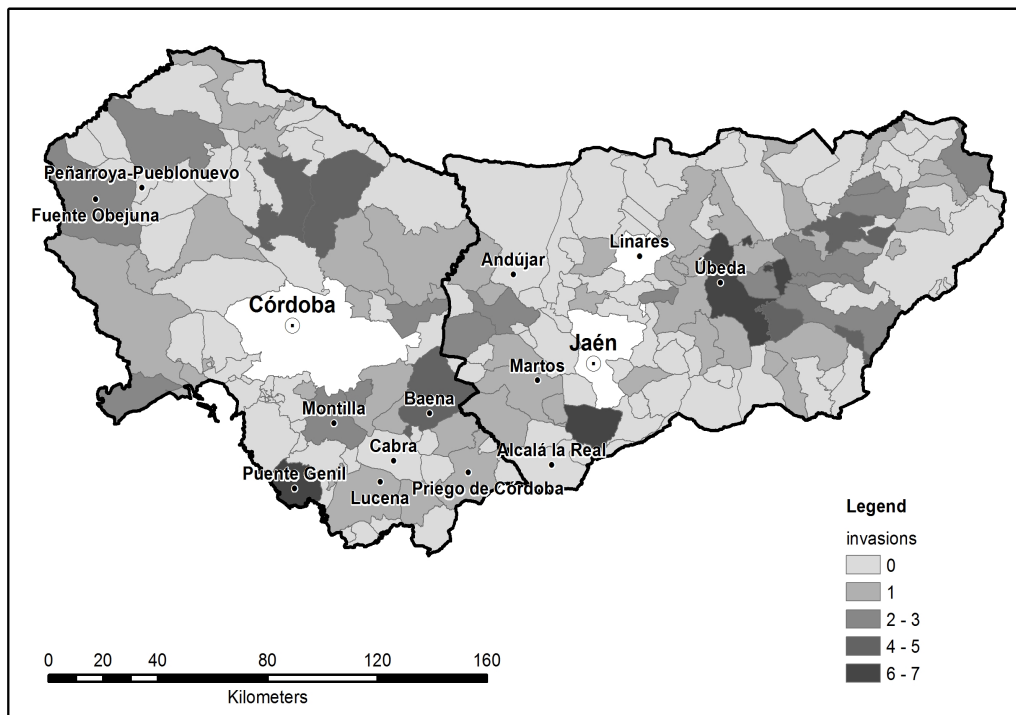 Peñarroya-Pueblonuevo
Fuente Obejuna
Linares
Andújar
Úbeda
Córdoba
Jaén
Martos
Baena
Montilla
Cabra
Alcalá la Real
Puente Genil
Lucena
Priego de Córdoba
Legend
invasions
0
1
2 - 3
4 - 5
6 - 7
0 20 40 80 120 160
Kilometers